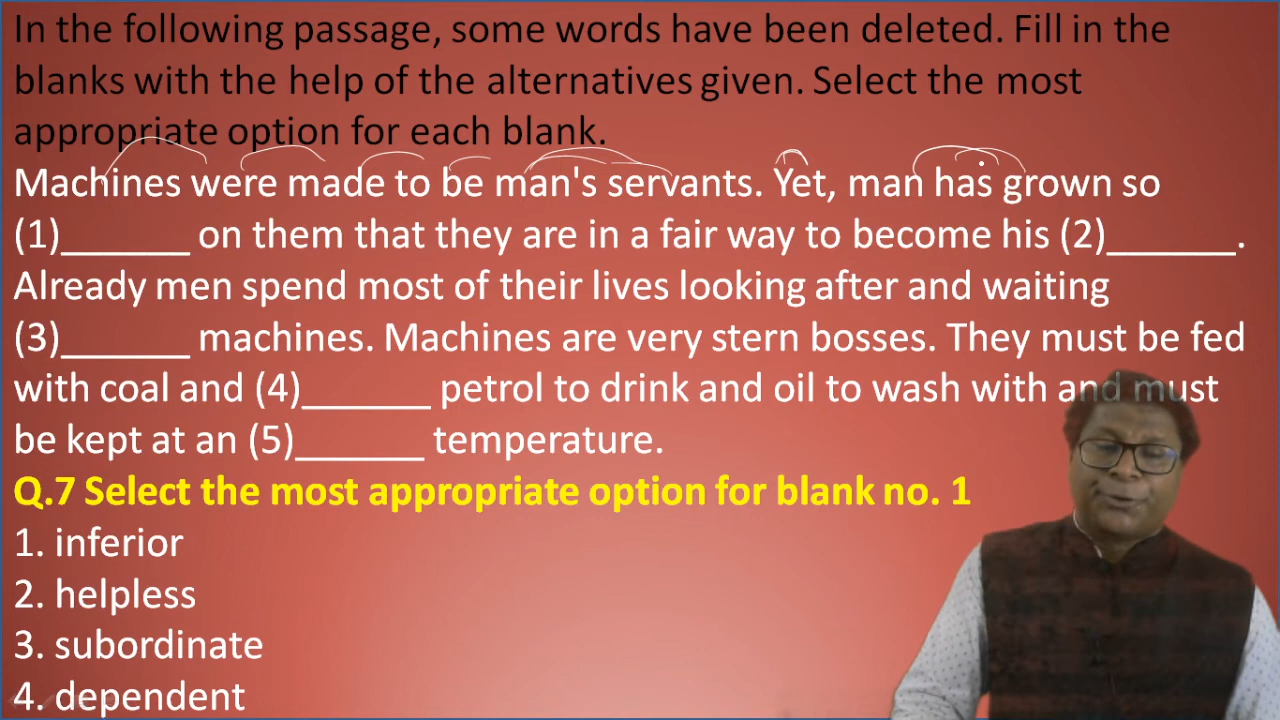 In the following passage, some words have been deleted. Fill in the
blanks with the help of the alternatives given. Select the most
appropriate option for each blank.
Machines were made to be man's servants. Yet, man has grown so
(1)______ on them that they are in a fair way to become his (2)______.
Already men spend most of their lives looking after and waiting
(3)______ machines. Machines are very stern bosses. They must be fed
with coal and (4)______ petrol to drink and oil to wash with and must
be kept at an (5)______ temperature.
Q.7 Select the most appropriate option for blank no. 1
1. inferior
2. helpless
3. subordinate
4. dependent